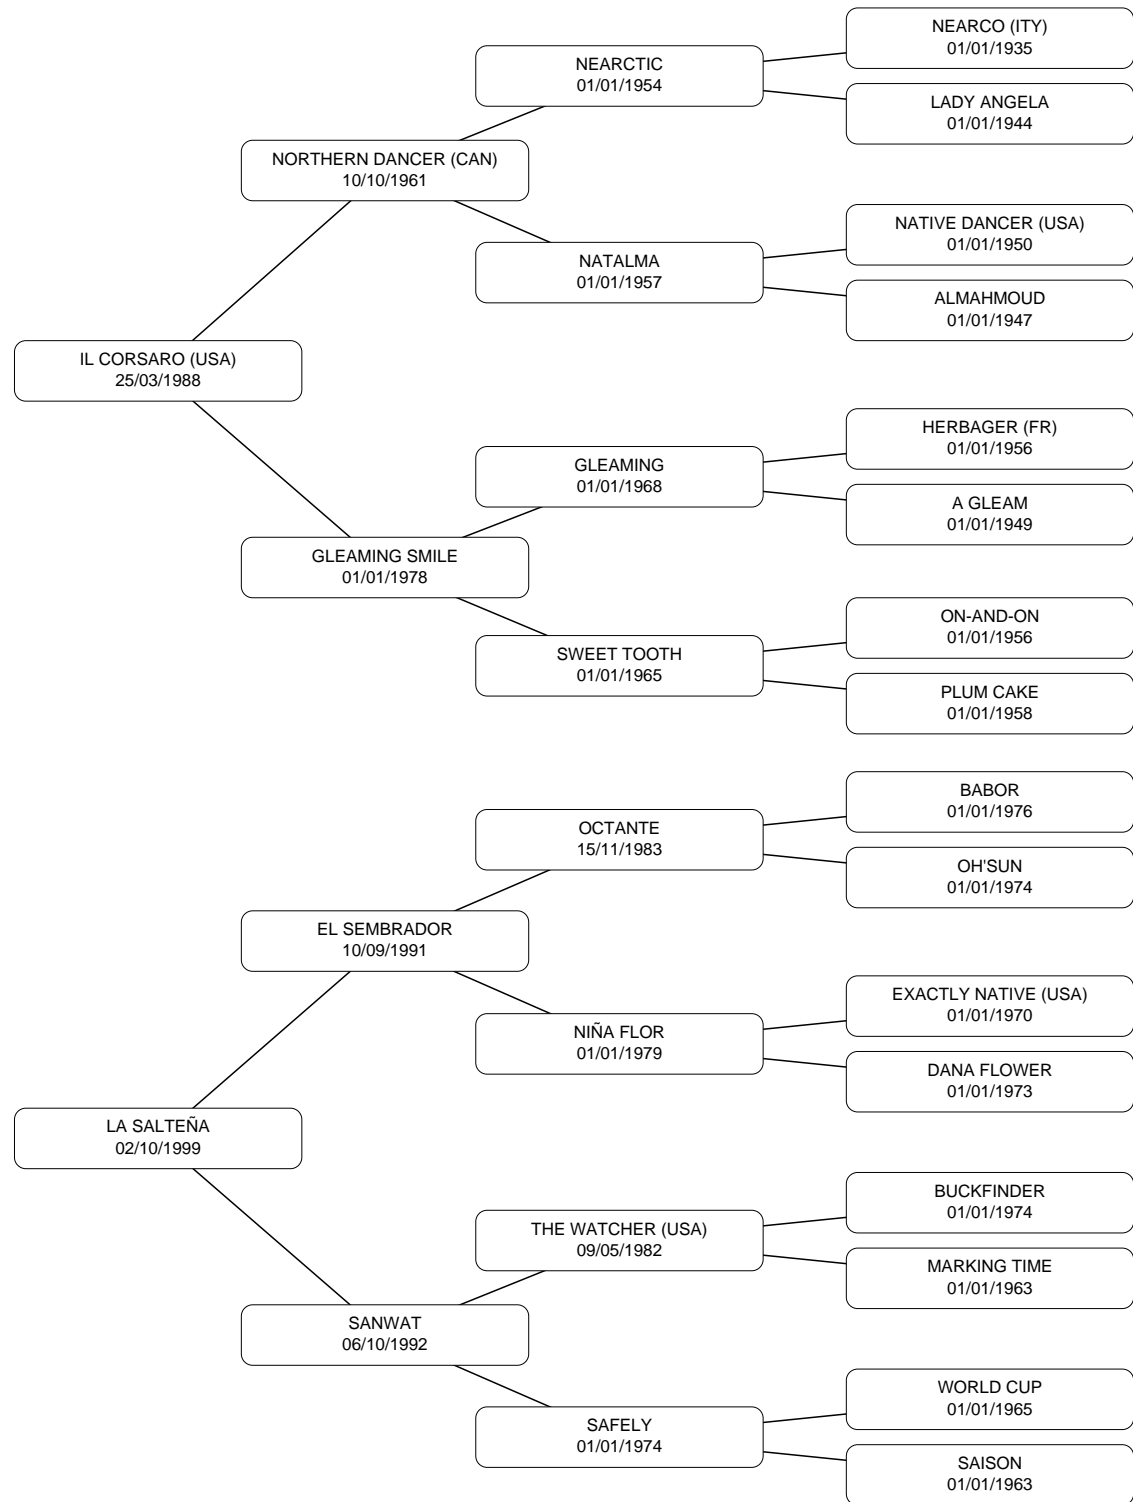 NEARCO (ITY)
01/01/1935
NEARCTIC
01/01/1954
LADY ANGELA
01/01/1944
NORTHERN DANCER (CAN)
10/10/1961
NATIVE DANCER (USA)
01/01/1950
NATALMA
01/01/1957
ALMAHMOUD
01/01/1947
IL CORSARO (USA)
25/03/1988
HERBAGER (FR)
01/01/1956
GLEAMING
01/01/1968
A GLEAM
01/01/1949
GLEAMING SMILE
01/01/1978
ON-AND-ON
01/01/1956
SWEET TOOTH
01/01/1965
PLUM CAKE
01/01/1958
BABOR
01/01/1976
OCTANTE
15/11/1983
OH'SUN
01/01/1974
EL SEMBRADOR
10/09/1991
EXACTLY NATIVE (USA)
01/01/1970
NIÑA FLOR
01/01/1979
DANA FLOWER
01/01/1973
LA SALTEÑA
02/10/1999
BUCKFINDER
01/01/1974
THE WATCHER (USA)
09/05/1982
MARKING TIME
01/01/1963
SANWAT
06/10/1992
WORLD CUP
01/01/1965
SAFELY
01/01/1974
SAISON
01/01/1963